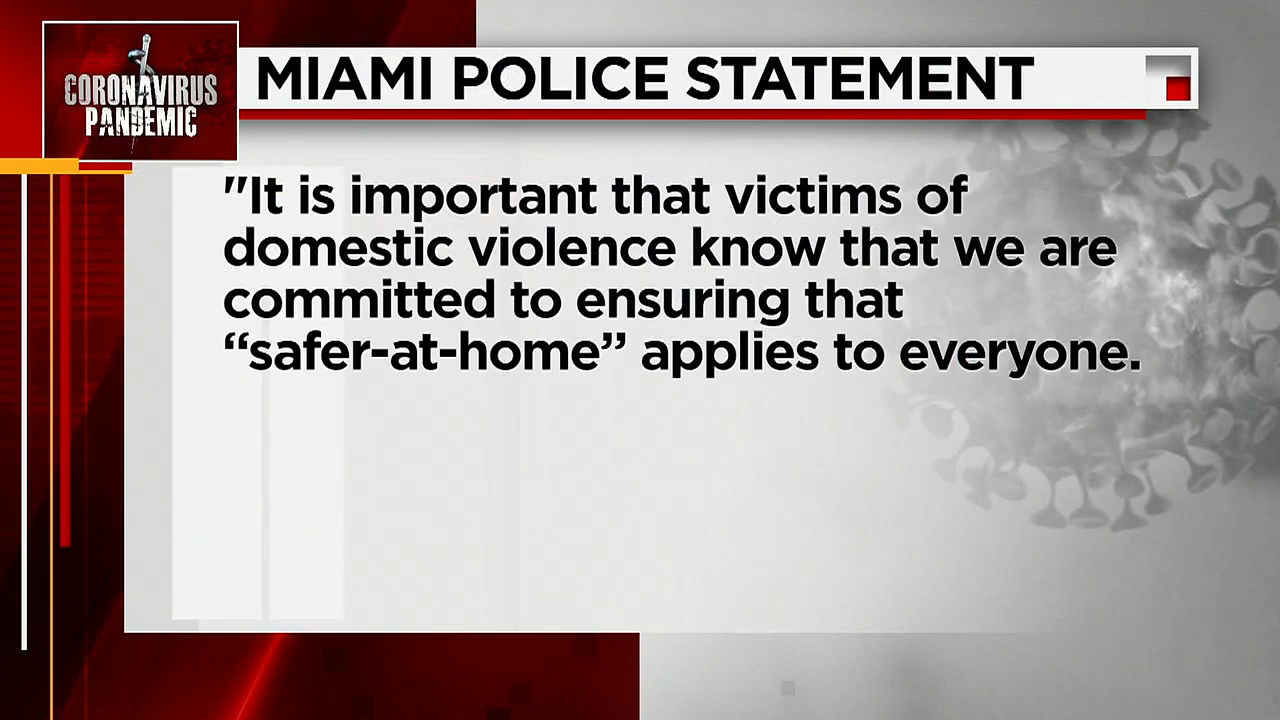 CORONAVIRUS
PANDEMIC
MIAMI POLICE STATEMENT
"It is important that victims of
domestic violence know that we are
committed to ensuring that
“safer-at-home” applies to everyone.